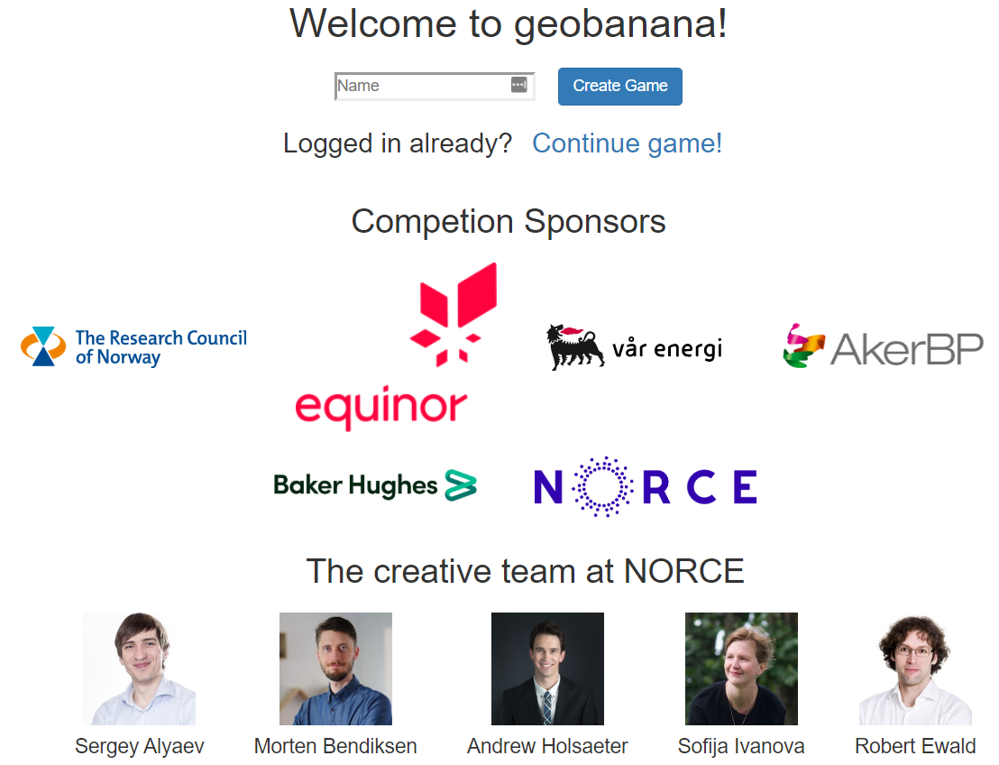 Welcome to geobanana!
Name
Create Game
Logged in already? Continue game!
Competion Sponsors
The Research Council
of Norway
equinor
vår energi
AkerBP
Baker Hughes
NORCE
The creative team at NORCE
Sergey Alyaev
Morten Bendiksen
Andrew Holsaeter
Sofija Ivanova
Robert Ewald